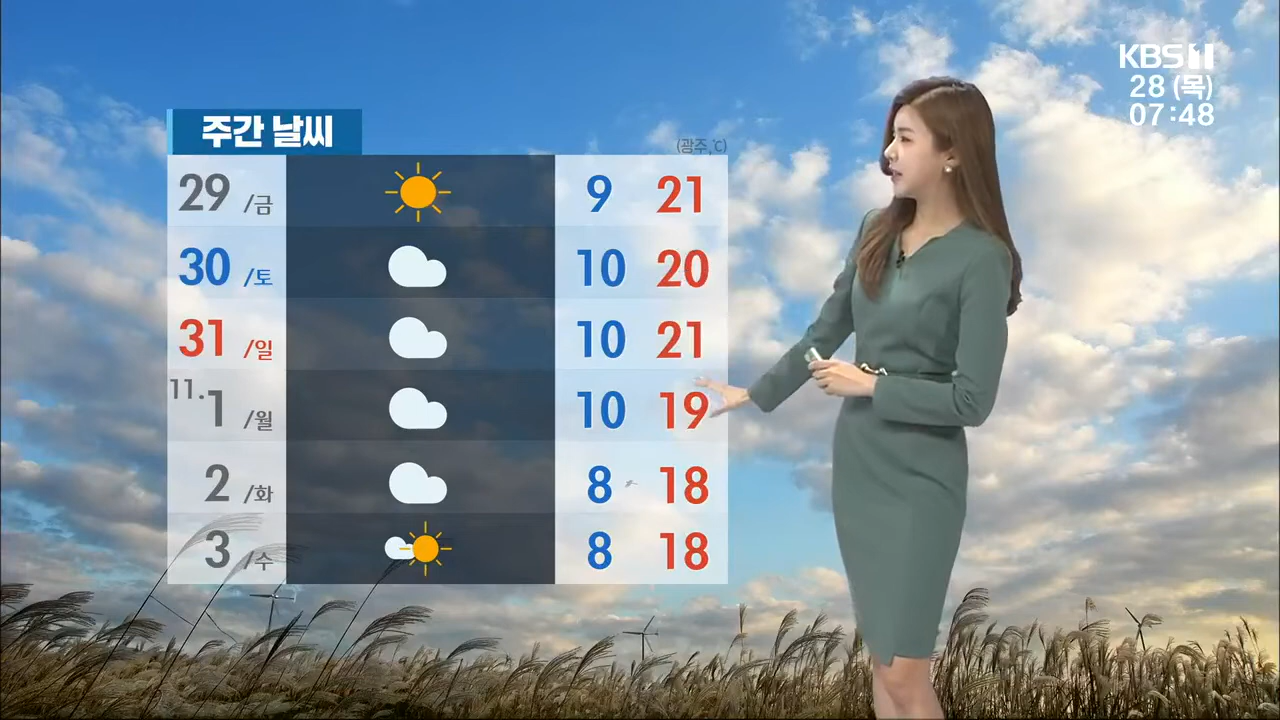 KBS 1
28 (목)
07:48
주간 날씨
(광주,℃)
29 /금 9 21
30 /토 10 20
31 /일 10 21
11.1 /월 10 19
2 /화 8 18
3 /수 8 18